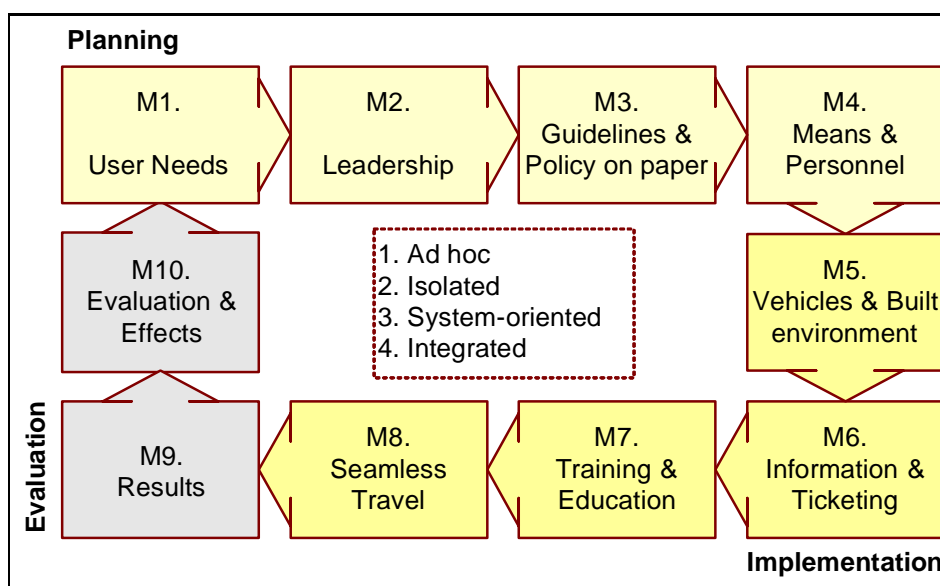 Planning
M1.
User Needs
M2.
Leadership
M3.
Guidelines &
Policy on paper
M4.
Means &
Personnel
M10.
Evaluation &
Effects
1. Ad hoc
2. Isolated
3. System-oriented
4. Integrated
M5.
Vehicles & Built
environment
Evaluation
M9.
Results
M8.
Seamless
Travel
M7.
Training &
Education
M6.
Information &
Ticketing
Implementation